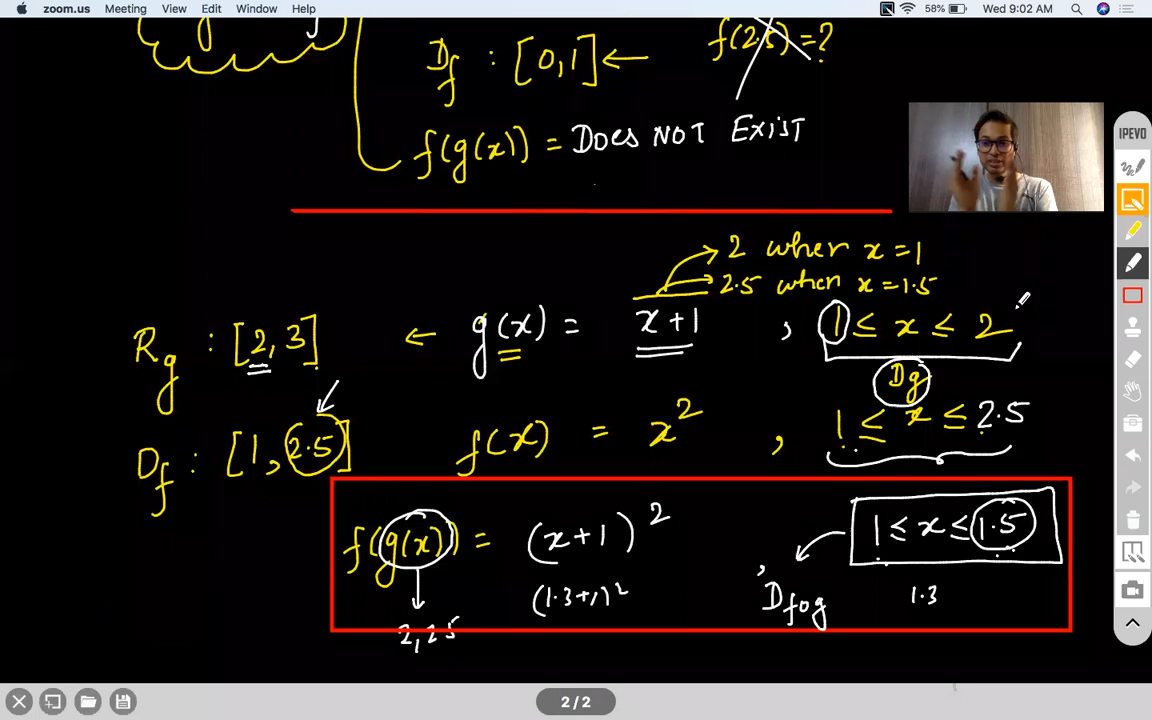 zoom.us Meeting View Edit Window Help 58% Wed 9:02 AM
f(2.5) = ?
Df : [0,1] ←
f(g(x)) = DOES NOT EXIST
IPEVO
2 when x = 1
2.5 when x = 1.5
Rg : [2, 3] ← g(x) = x+1 , 1 ≤ x ≤ 2
Dg
Df : [1, 2.5] f(x) = x² , 1 ≤ x ≤ 2.5
f(g(x)) = (x+1)² , 1 ≤ x ≤ 1.5
(1.3+1)² Dfog 1.3
2, 2.5
2/2